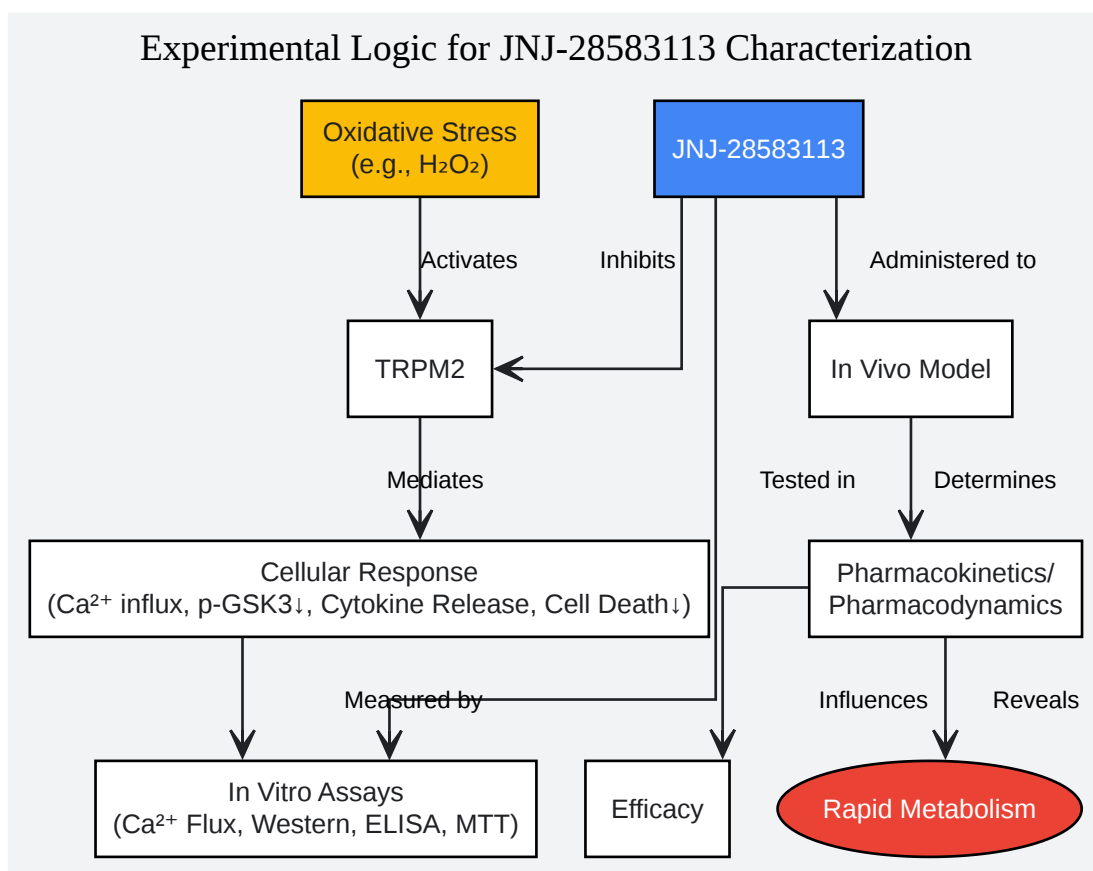 Experimental Logic for JNJ-28583113 Characterization
Oxidative Stress
(e.g., H₂O₂)
JNJ-28583113
Activates
Inhibits
Administered to
TRPM2
In Vivo Model
Mediates
Tested in
Determines
Cellular Response
(Ca²⁺ influx, p-GSK3↓, Cytokine Release, Cell Death↓)
Pharmacokinetics/
Pharmacodynamics
Measured by
Influences
Reveals
In Vitro Assays
(Ca²⁺ Flux, Western, ELISA, MTT)
Efficacy
Rapid Metabolism